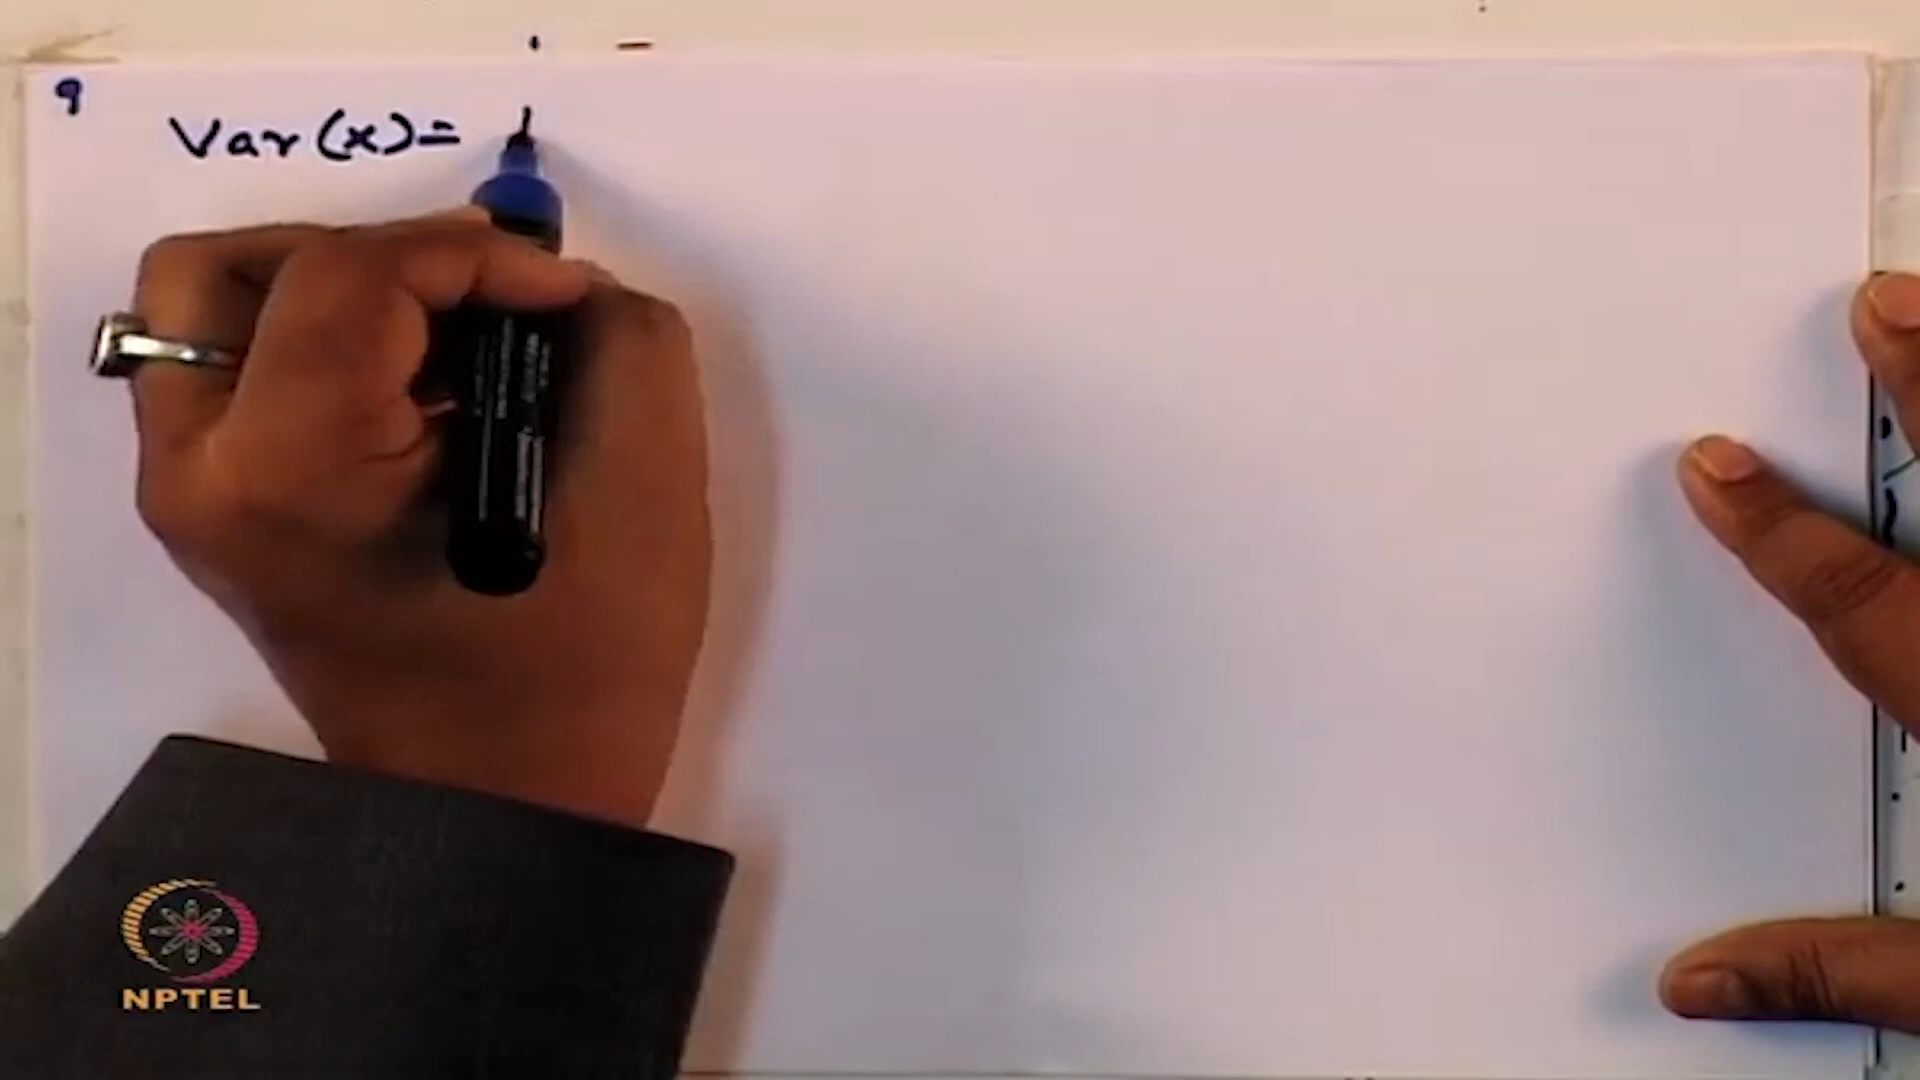 9
Var (x) =
NPTEL